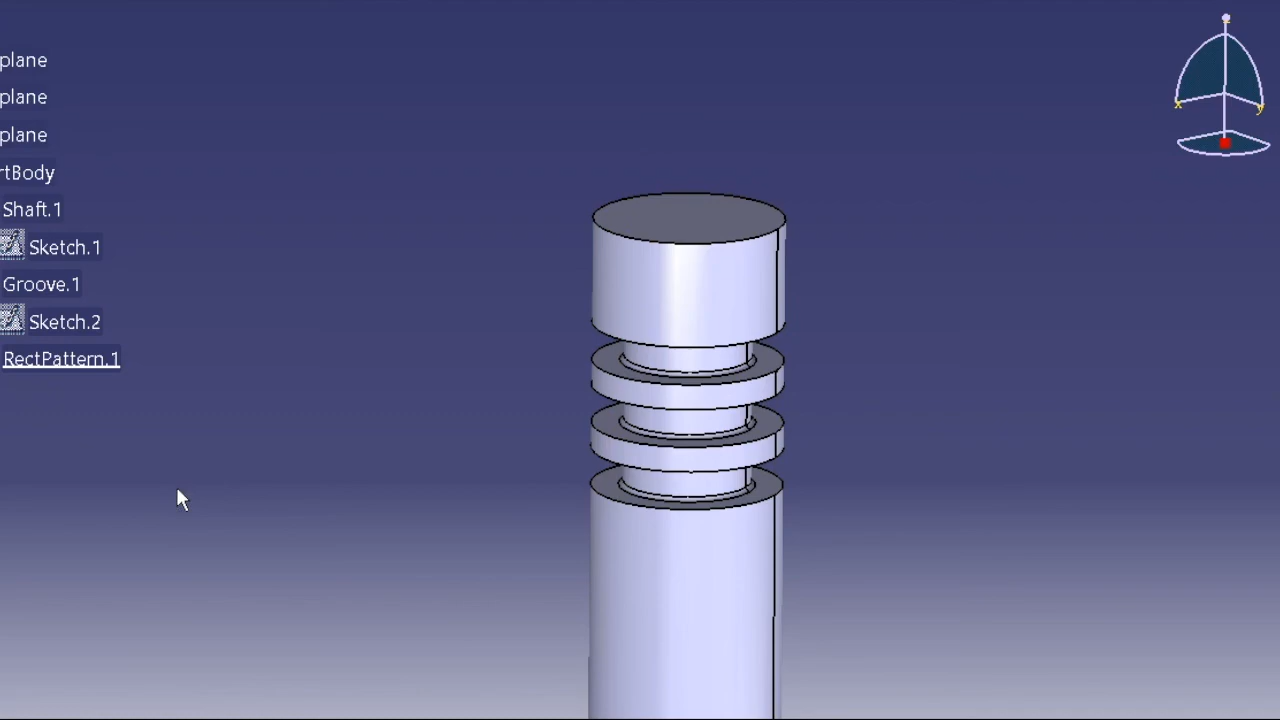 plane
plane
plane
rtBody
Shaft.1
Sketch.1
Groove.1
Sketch.2
RectPattern.1
x
y